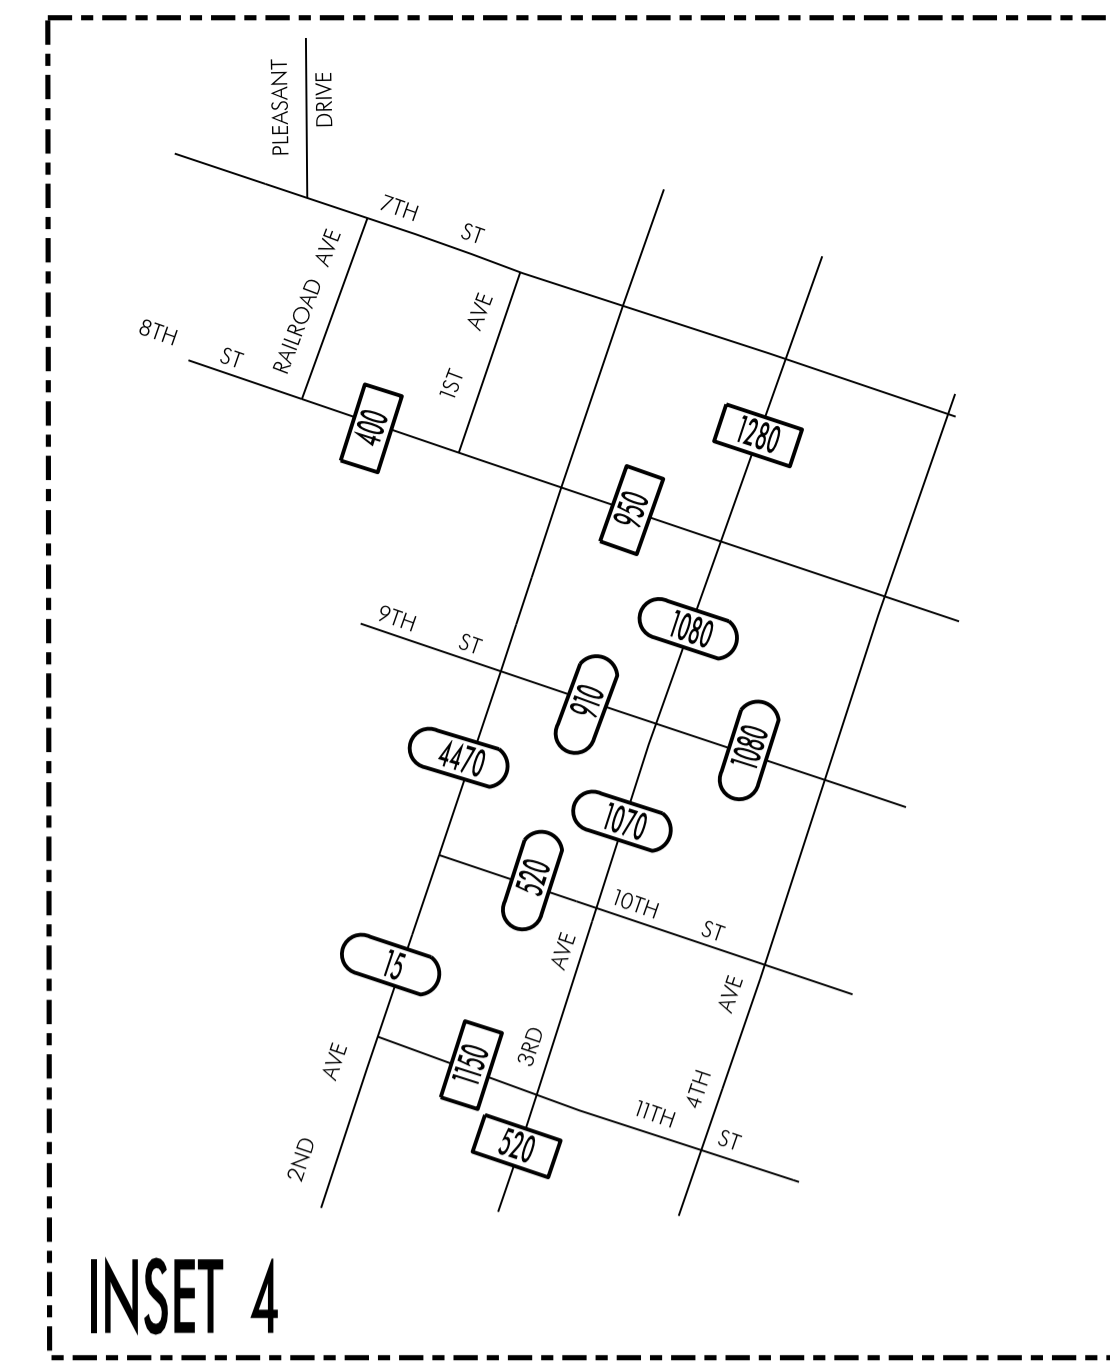 PLEASANT
DRIVE
7TH ST
RAILROAD AVE
1ST AVE
8TH ST
400
1280
950
1080
9TH ST
910
1080
4470
1070
520
10TH ST
15
1150
520
2ND AVE
3RD AVE
4TH AVE
11TH ST
INSET 4